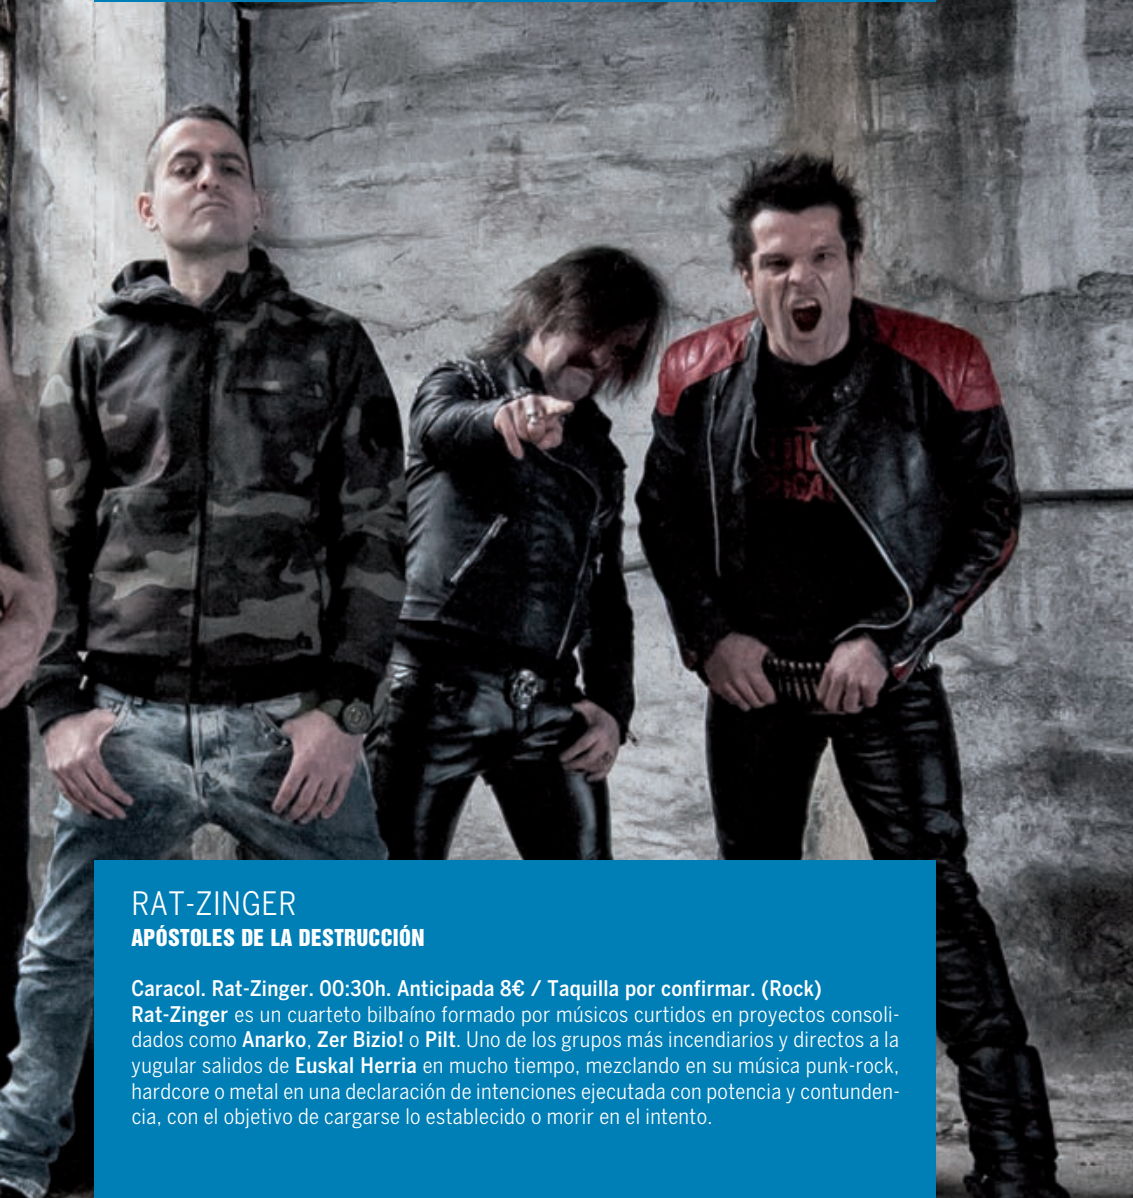 RAT-ZINGER
APÓSTOLES DE LA DESTRUCCIÓN
Caracol. Rat-Zinger. 00:30h. Anticipada 8€ / Taquilla por confirmar. (Rock)
Rat-Zinger es un cuarteto bilbaíno formado por músicos curtidos en proyectos consoli-
dados como Anarko, Zer Bizio! o Pilt. Uno de los grupos más incendiarios y directos a la
yugular salidos de Euskal Herria en mucho tiempo, mezclando en su música punk-rock,
hardcore o metal en una declaración de intenciones ejecutada con potencia y contunden-
cia, con el objetivo de cargarse lo establecido o morir en el intento.